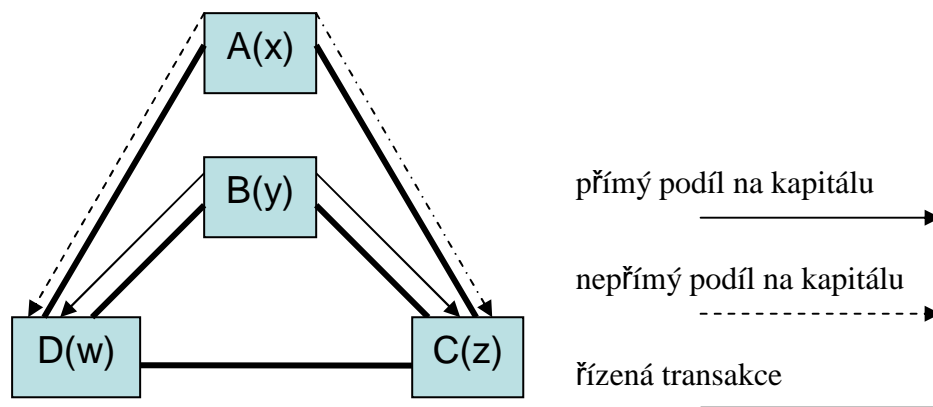 A(x)
B(y)
D(w)
C(z)
přímý podíl na kapitálu
nepřímý podíl na kapitálu
řízená transakce